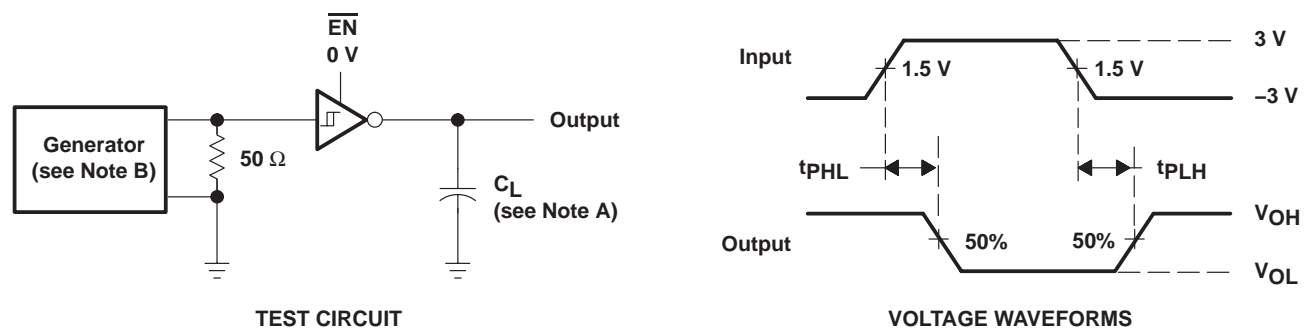 EN
0 V
Generator
(see Note B)
50 Ω
Output
CL
(see Note A)
TEST CIRCUIT
Input
1.5 V
1.5 V
3 V
–3 V
tPHL
tPLH
Output
50%
50%
VOH
VOL
VOLTAGE WAVEFORMS